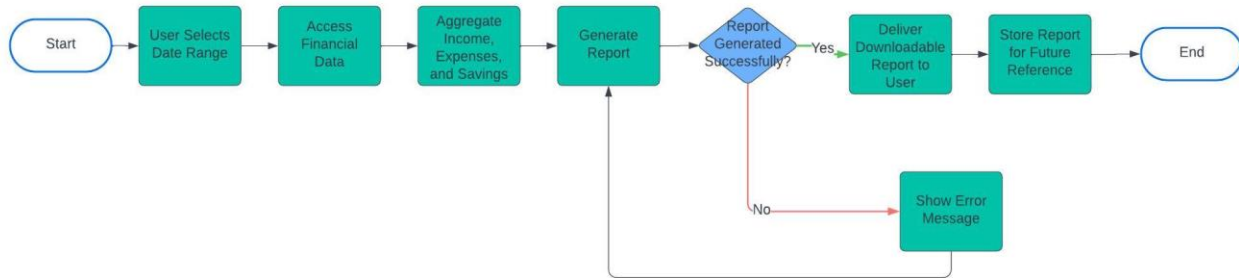 Start
User Selects
Date Range
Access
Financial
Data
Aggregate
Income,
Expenses,
and Savings
Generate
Report
Report
Generated
Successfully?
Yes
Deliver
Downloadable
Report to
User
Store Report
for Future
Reference
End
No
Show Error
Message